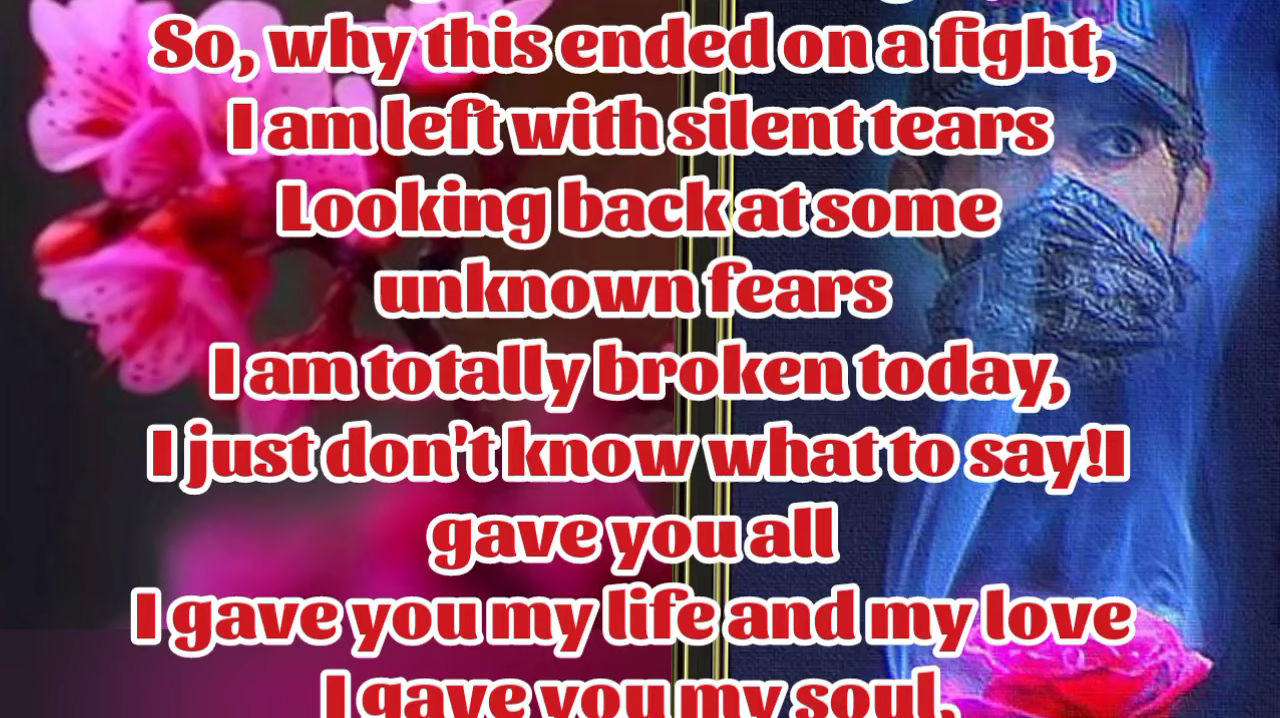 So, why this ended on a fight,
I am left with silent tears
Looking back at some
unknown fears
I am totally broken today,
I just don't know what to say!I
gave you all
I gave you my life and my love
I gave you my soul,